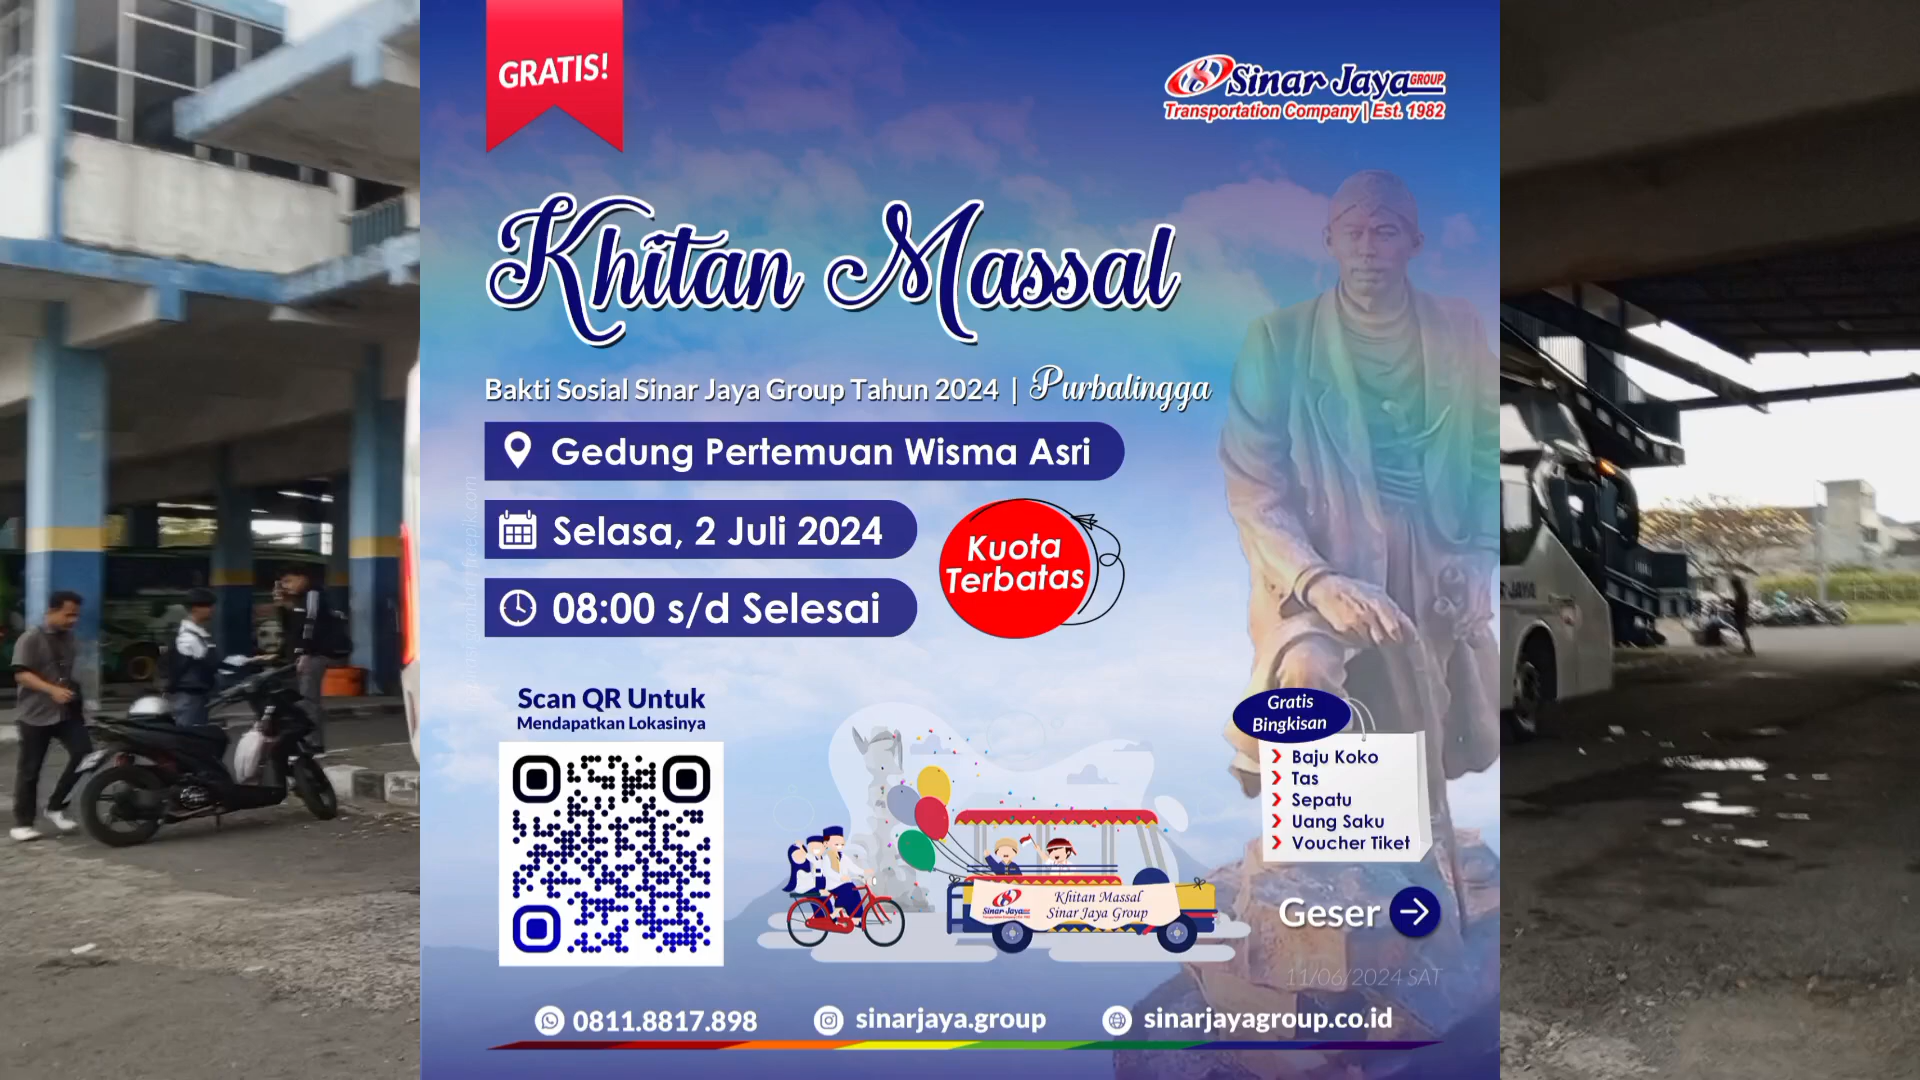 GRATIS!
Sinar Jaya GROUP
Transportation Company | Est. 1982
Khitan Massal
Bakti Sosial Sinar Jaya Group Tahun 2024 | Purbalingga
Gedung Pertemuan Wisma Asri
Selasa, 2 Juli 2024
08:00 s/d Selesai
Kuota
Terbatas
Scan QR Untuk
Mendapatkan Lokasinya
Gratis
Bingkisan
Baju Koko
Tas
Sepatu
Uang Saku
Voucher Tiket
Sinar Jaya
Khitan Massal
Sinar Jaya Group
Geser
11/06/2024 SAT
0811.8817.898
sinarjaya.group
sinarjayagroup.co.id